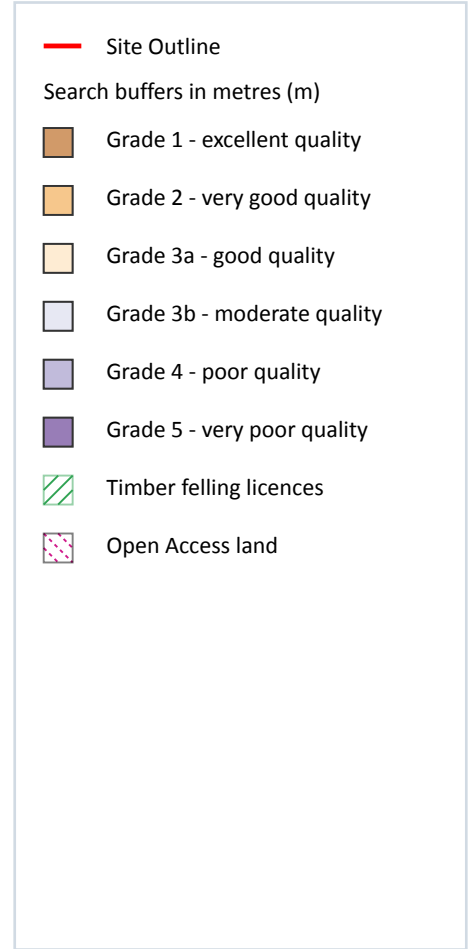 Site Outline
Search buffers in metres (m)
Grade 1 - excellent quality
Grade 2 - very good quality
Grade 3a - good quality
Grade 3b - moderate quality
Grade 4 - poor quality
Grade 5 - very poor quality
Timber felling licences
Open Access land